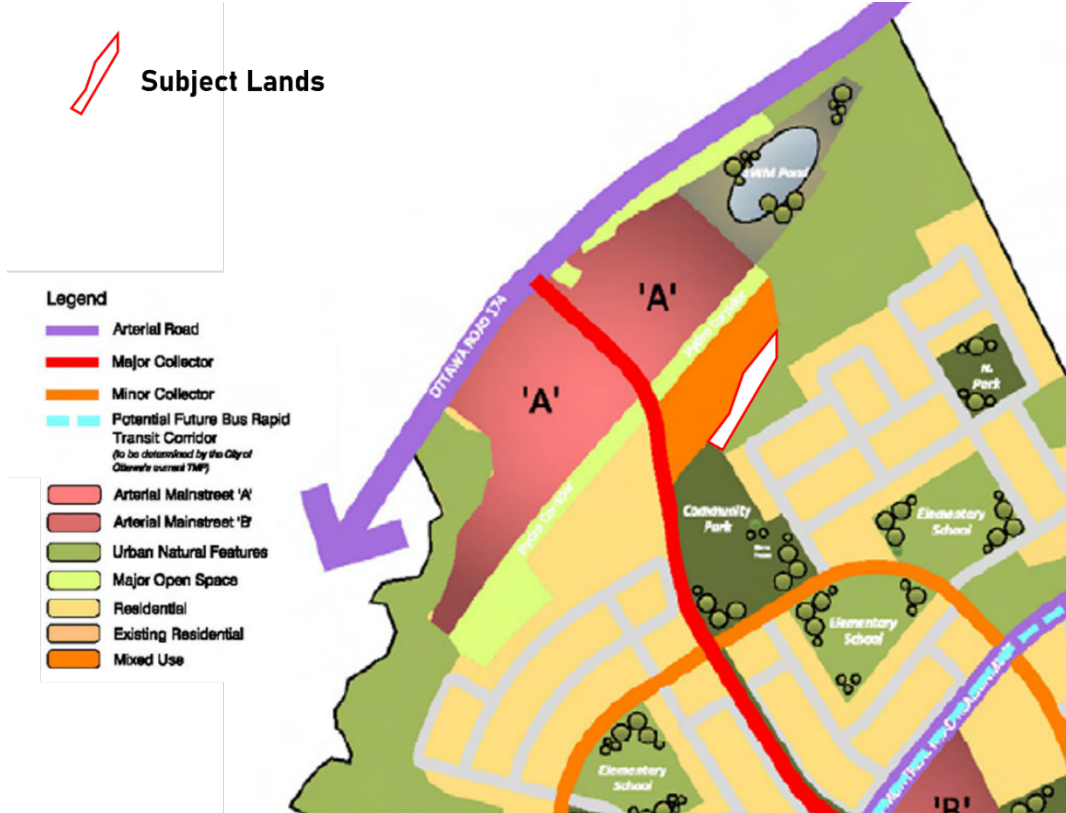 Subject Lands
Legend
Arterial Road
Major Collector
Minor Collector
Potential Future Bus Rapid
Transit Corridor
(to be determined by the City of
Ottawa's current TMP)
Arterial Mainstreet 'A'
Arterial Mainstreet 'B'
Urban Natural Features
Major Open Space
Residential
Existing Residential
Mixed Use
SWM Pond
'A'
OTTAWA ROAD 174
Hydro Corridor
'A'
N.
Park
Hydro Corridor
Community
Park
Elementary
School
Elementary
School
Elementary
School
'B'